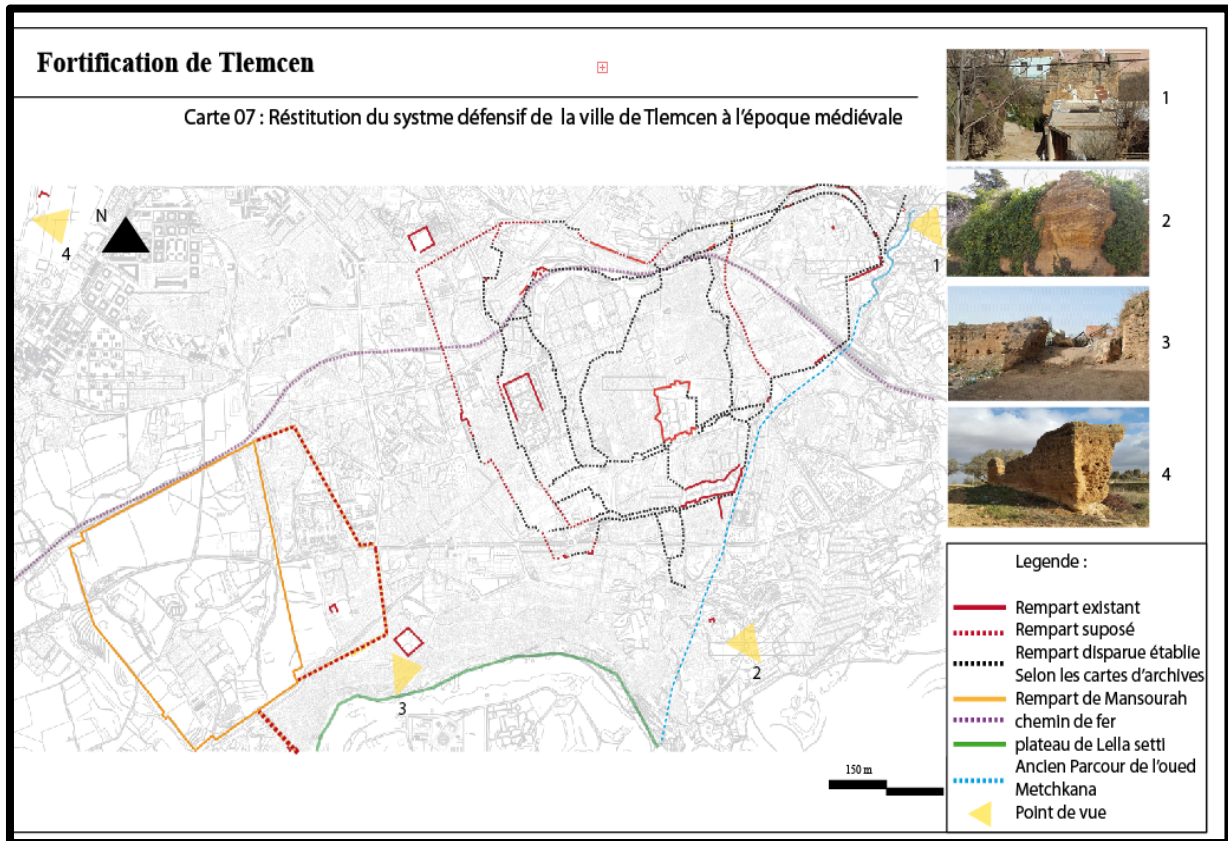 Fortification de Tlemcen
Carte 07 : Réstitution du systme défensif de la ville de Tlemcen à l'époque médiévale
1
2
3
4
N
4
1
2
3
150 m
Legende :
Rempart existant
Rempart suposé
Rempart disparue établie
Selon les cartes d'archives
Rempart de Mansourah
chemin de fer
plateau de Lella setti
Ancien Parcour de l'oued
Metchkana
Point de vue